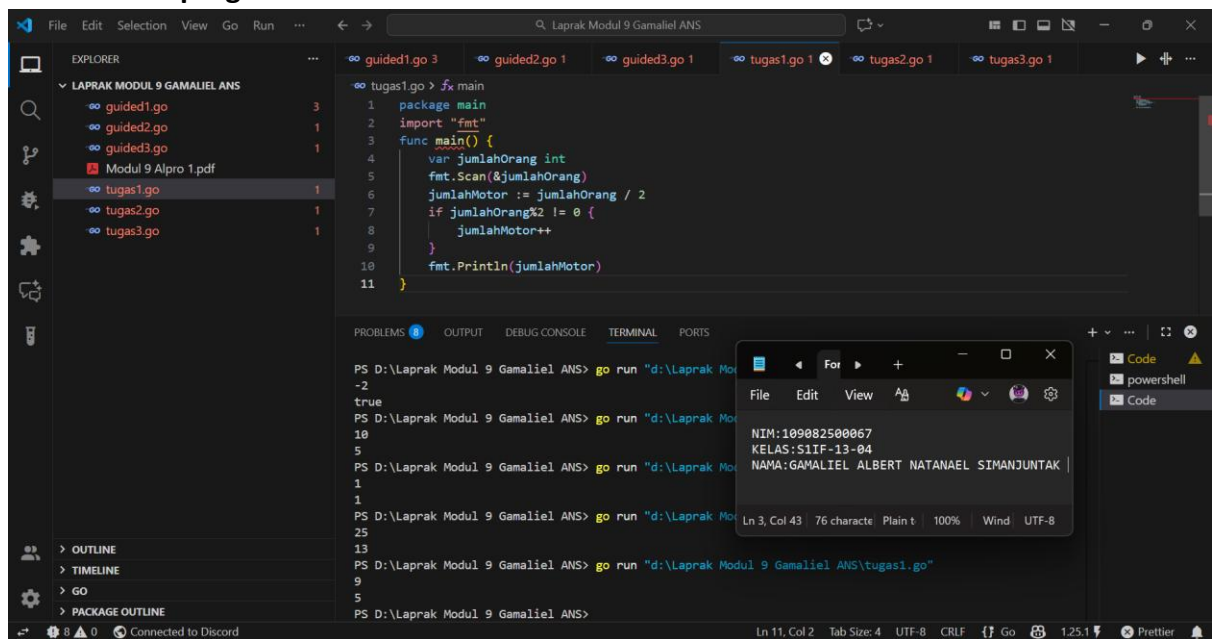 File Edit Selection View Go Run ... Laprak Modul 9 Gamaliel ANS
EXPLORER
LAPRAK MODUL 9 GAMALIEL ANS
guided1.go 3
guided2.go 1
guided3.go 1
Modul 9 Alpro 1.pdf
tugas1.go 1
tugas2.go 1
tugas3.go 1
OUTLINE
TIMELINE
GO
PACKAGE OUTLINE
guided1.go 3 guided2.go 1 guided3.go 1 tugas1.go 1 tugas2.go 1 tugas3.go 1
tugas1.go > main
1 package main
2 import "fmt"
3 func main() {
4 var jumlahOrang int
5 fmt.Scan(&jumlahOrang)
6 jumlahMotor := jumlahOrang / 2
7 if jumlahOrang%2 != 0 {
8 jumlahMotor++
9 }
10 fmt.Println(jumlahMotor)
11 }
PROBLEMS 8 OUTPUT DEBUG CONSOLE TERMINAL PORTS
PS D:\Laprak Modul 9 Gamaliel ANS> go run "d:\Laprak
-2
true
PS D:\Laprak Modul 9 Gamaliel ANS> go run "d:\Laprak
10
5
PS D:\Laprak Modul 9 Gamaliel ANS> go run "d:\Laprak
1
1
PS D:\Laprak Modul 9 Gamaliel ANS> go run "d:\Laprak
25
13
PS D:\Laprak Modul 9 Gamaliel ANS> go run "d:\Laprak Modul 9 Gamaliel ANS\tugas1.go"
9
5
PS D:\Laprak Modul 9 Gamaliel ANS>
Code
powershell
Code
File Edit View
NIM:109082500067
KELAS:S1IF-13-04
NAMA:GAMALIEL ALBERT NATANAEL SIMANJUNTAK
Ln 3, Col 43 76 characte Plain t 100% Wind UTF-8
8 0 Connected to Discord Ln 11, Col 2 Tab Size: 4 UTF-8 CRLF {} Go 1.25.1 Prettier